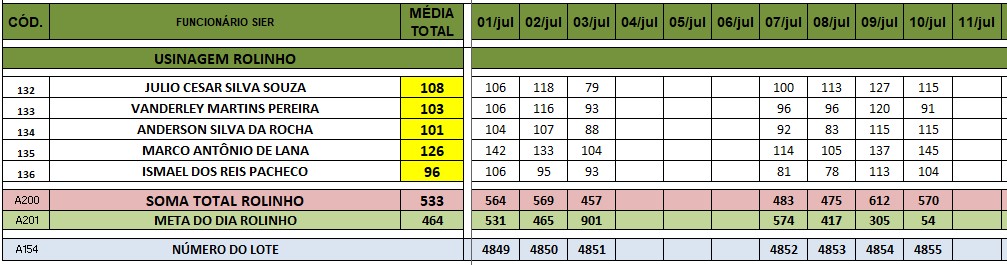 CÓD. FUNCIONÁRIO SIER MÉDIA TOTAL 01/jul 02/jul 03/jul 04/jul 05/jul 06/jul 07/jul 08/jul 09/jul 10/jul 11/jul
USINAGEM ROLINHO
132 JULIO CESAR SILVA SOUZA 108 106 118 79 100 113 127 115
133 VANDERLEY MARTINS PEREIRA 103 106 116 93 96 96 120 91
134 ANDERSON SILVA DA ROCHA 101 104 107 88 92 83 115 115
135 MARCO ANTÔNIO DE LANA 126 142 133 104 114 105 137 145
136 ISMAEL DOS REIS PACHECO 96 106 95 93 81 78 113 104
A200 SOMA TOTAL ROLINHO 533 564 569 457 483 475 612 570
A201 META DO DIA ROLINHO 464 531 465 901 574 417 305 54
A154 NÚMERO DO LOTE 4849 4850 4851 4852 4853 4854 4855